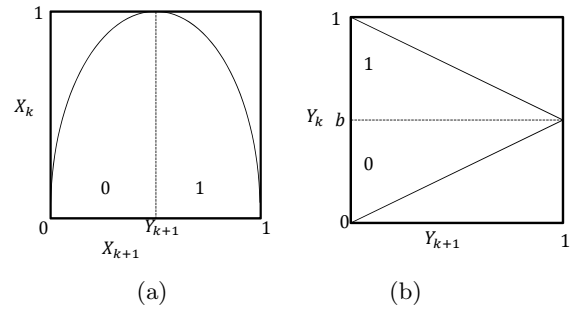 1
X_k
0 1
0 Y_{k+1} 1
X_{k+1}
(a)
1
1
Y_k b
0
0
Y_{k+1} 1
(b)